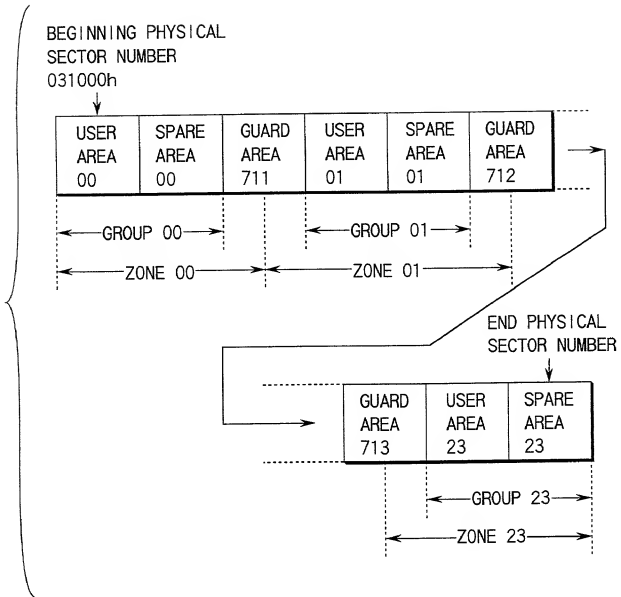 BEGINNING PHYSICAL
SECTOR NUMBER
031000h
USER AREA 00
SPARE AREA 00
GUARD AREA 711
USER AREA 01
SPARE AREA 01
GUARD AREA 712
GROUP 00
GROUP 01
ZONE 00
ZONE 01
END PHYSICAL
SECTOR NUMBER
GUARD AREA 713
USER AREA 23
SPARE AREA 23
GROUP 23
ZONE 23